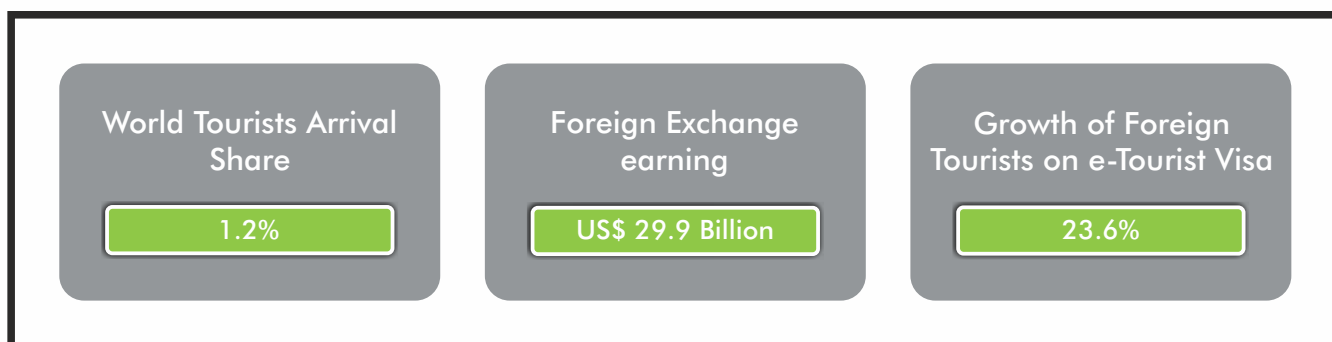 World Tourists Arrival
Share
1.2%
Foreign Exchange
earning
US$ 29.9 Billion
Growth of Foreign
Tourists on e-Tourist Visa
23.6%